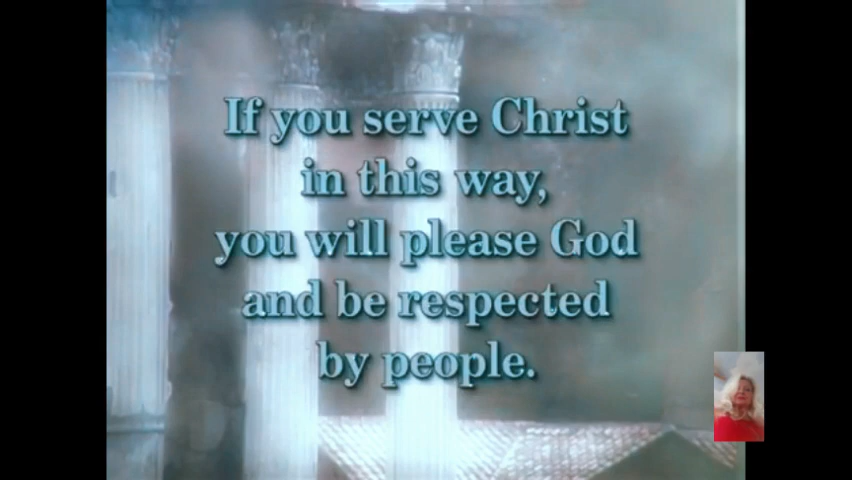 If you serve Christ
in this way,
you will please God
and be respected
by people.